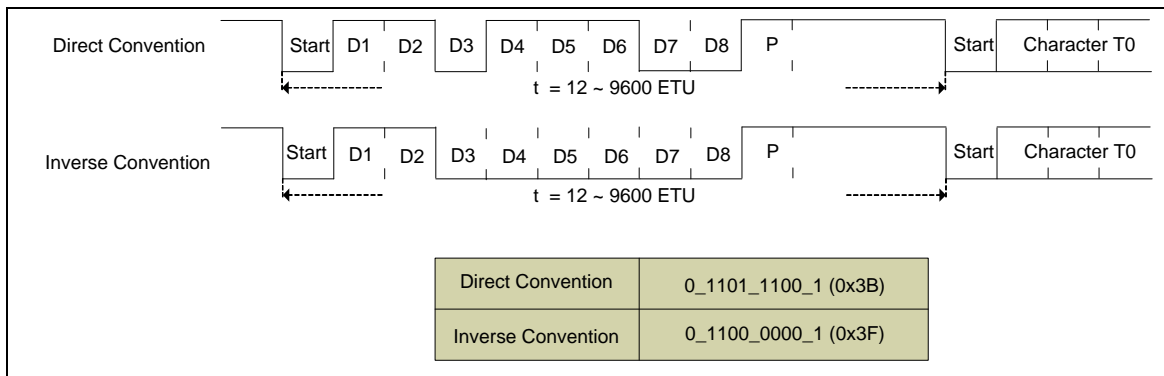 Direct Convention Start D1 D2 D3 D4 D5 D6 D7 D8 P Start Character T0
t = 12 ~ 9600 ETU
Inverse Convention Start D1 D2 D3 D4 D5 D6 D7 D8 P Start Character T0
t = 12 ~ 9600 ETU
Direct Convention 0_1101_1100_1 (0x3B)
Inverse Convention 0_1100_0000_1 (0x3F)